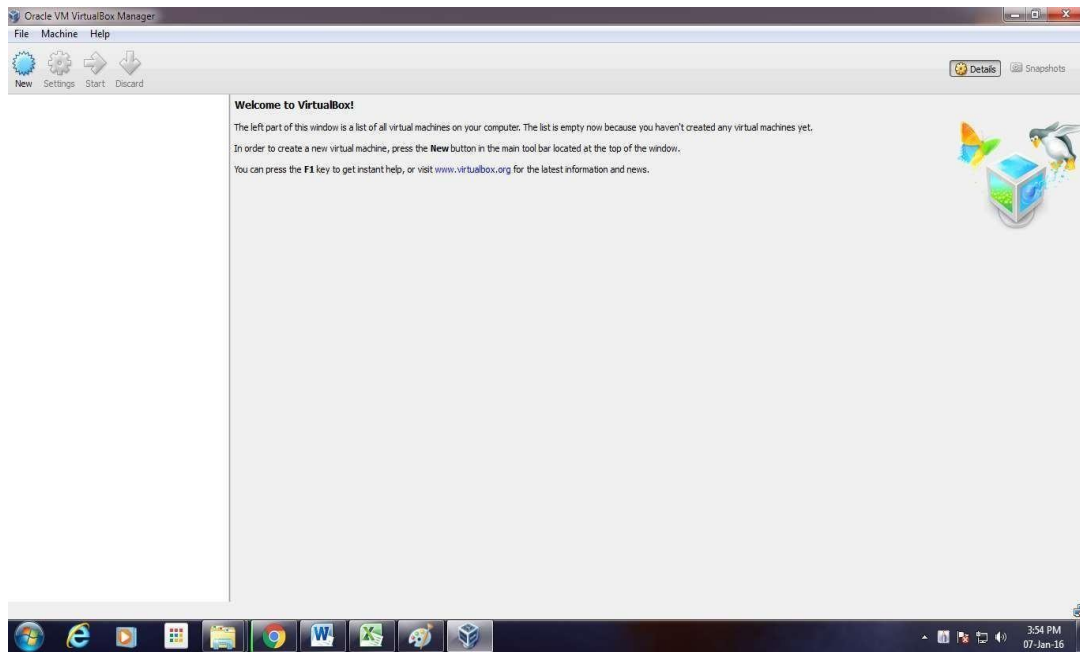 Oracle VM VirtualBox Manager
File Machine Help
New Settings Start Discard
Details Snapshots
Welcome to VirtualBox!
The left part of this window is a list of all virtual machines on your computer. The list is empty now because you haven't created any virtual machines yet.
In order to create a new virtual machine, press the New button in the main tool bar located at the top of the window.
You can press the F1 key to get instant help, or visit www.virtualbox.org for the latest information and news.
3:54 PM
07-Jan-16